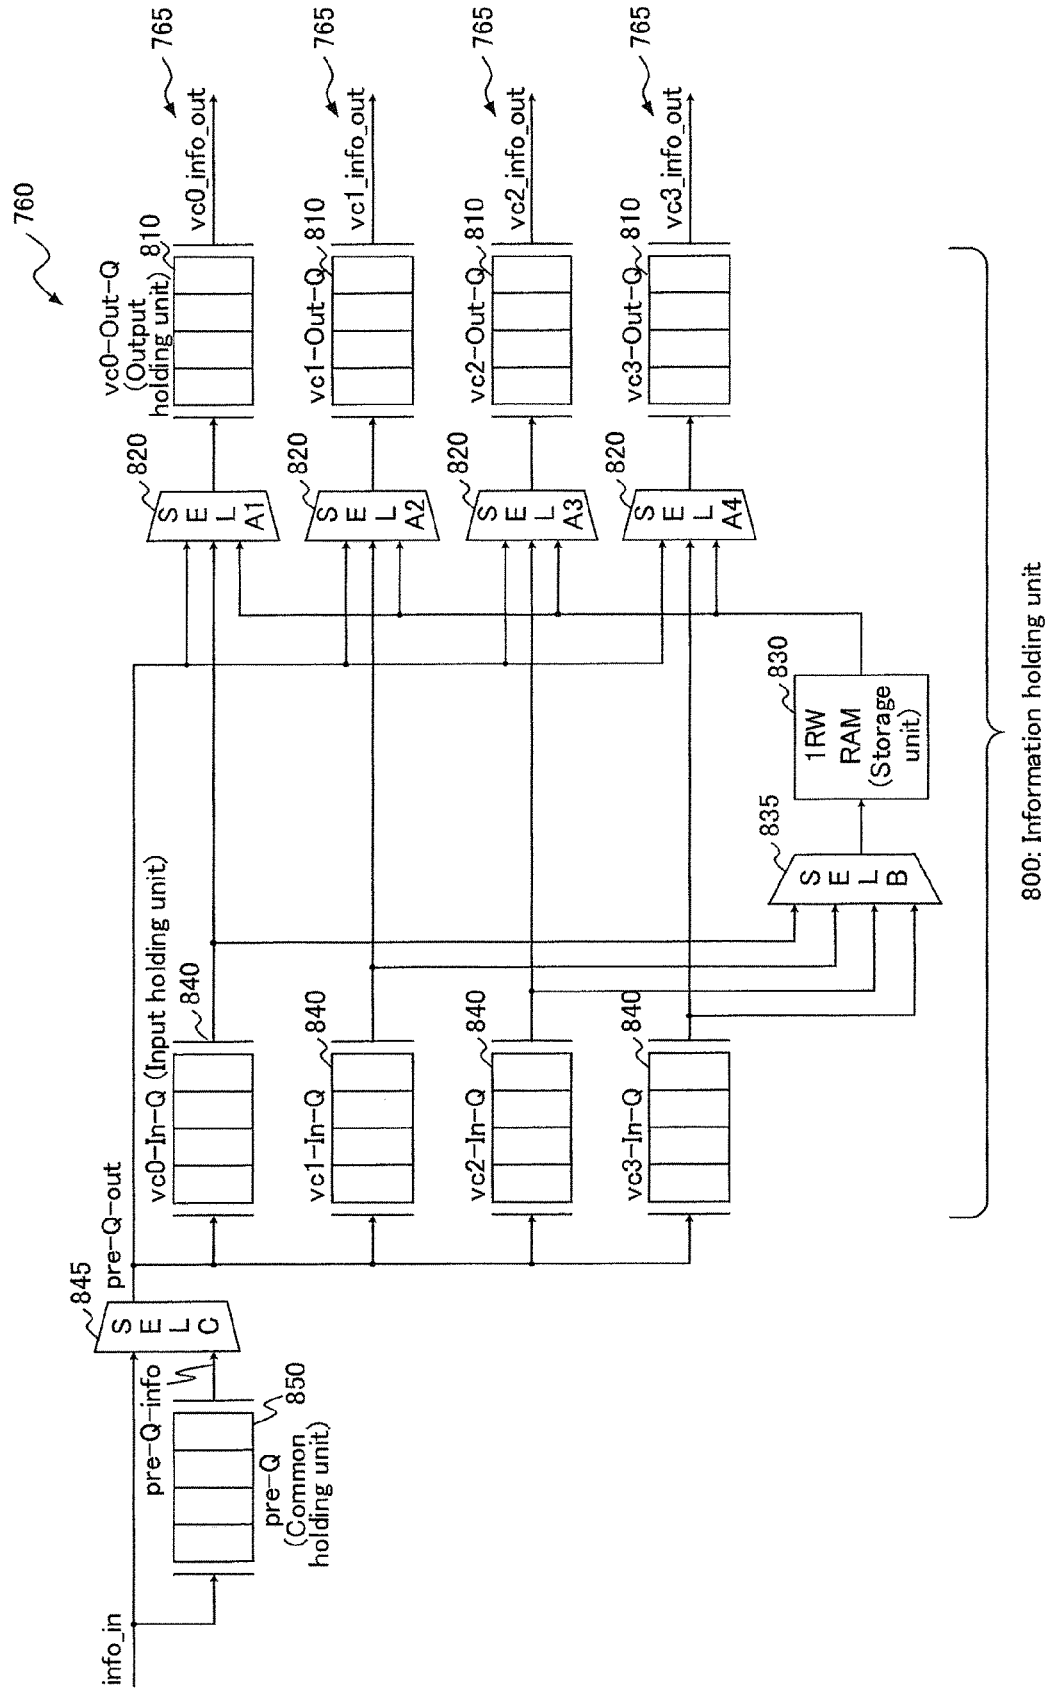 760
765
765
765
765
vc0_info_out
vc1_info_out
vc2_info_out
vc3_info_out
vc0-Out-Q
(Output
holding unit)
810
vc1-Out-Q
810
vc2-Out-Q
810
vc3-Out-Q
810
820
820
820
820
SEL
A1
SEL
A2
SEL
A3
SEL
A4
830
1RW
RAM
(Storage
unit)
835
SEL
B
vc0-In-Q (Input holding unit)
840
vc1-In-Q
840
vc2-In-Q
840
vc3-In-Q
840
pre-Q-out
845
SEL
C
pre-Q-info
850
pre-Q
(Common
holding unit)
info_in
800: Information holding unit